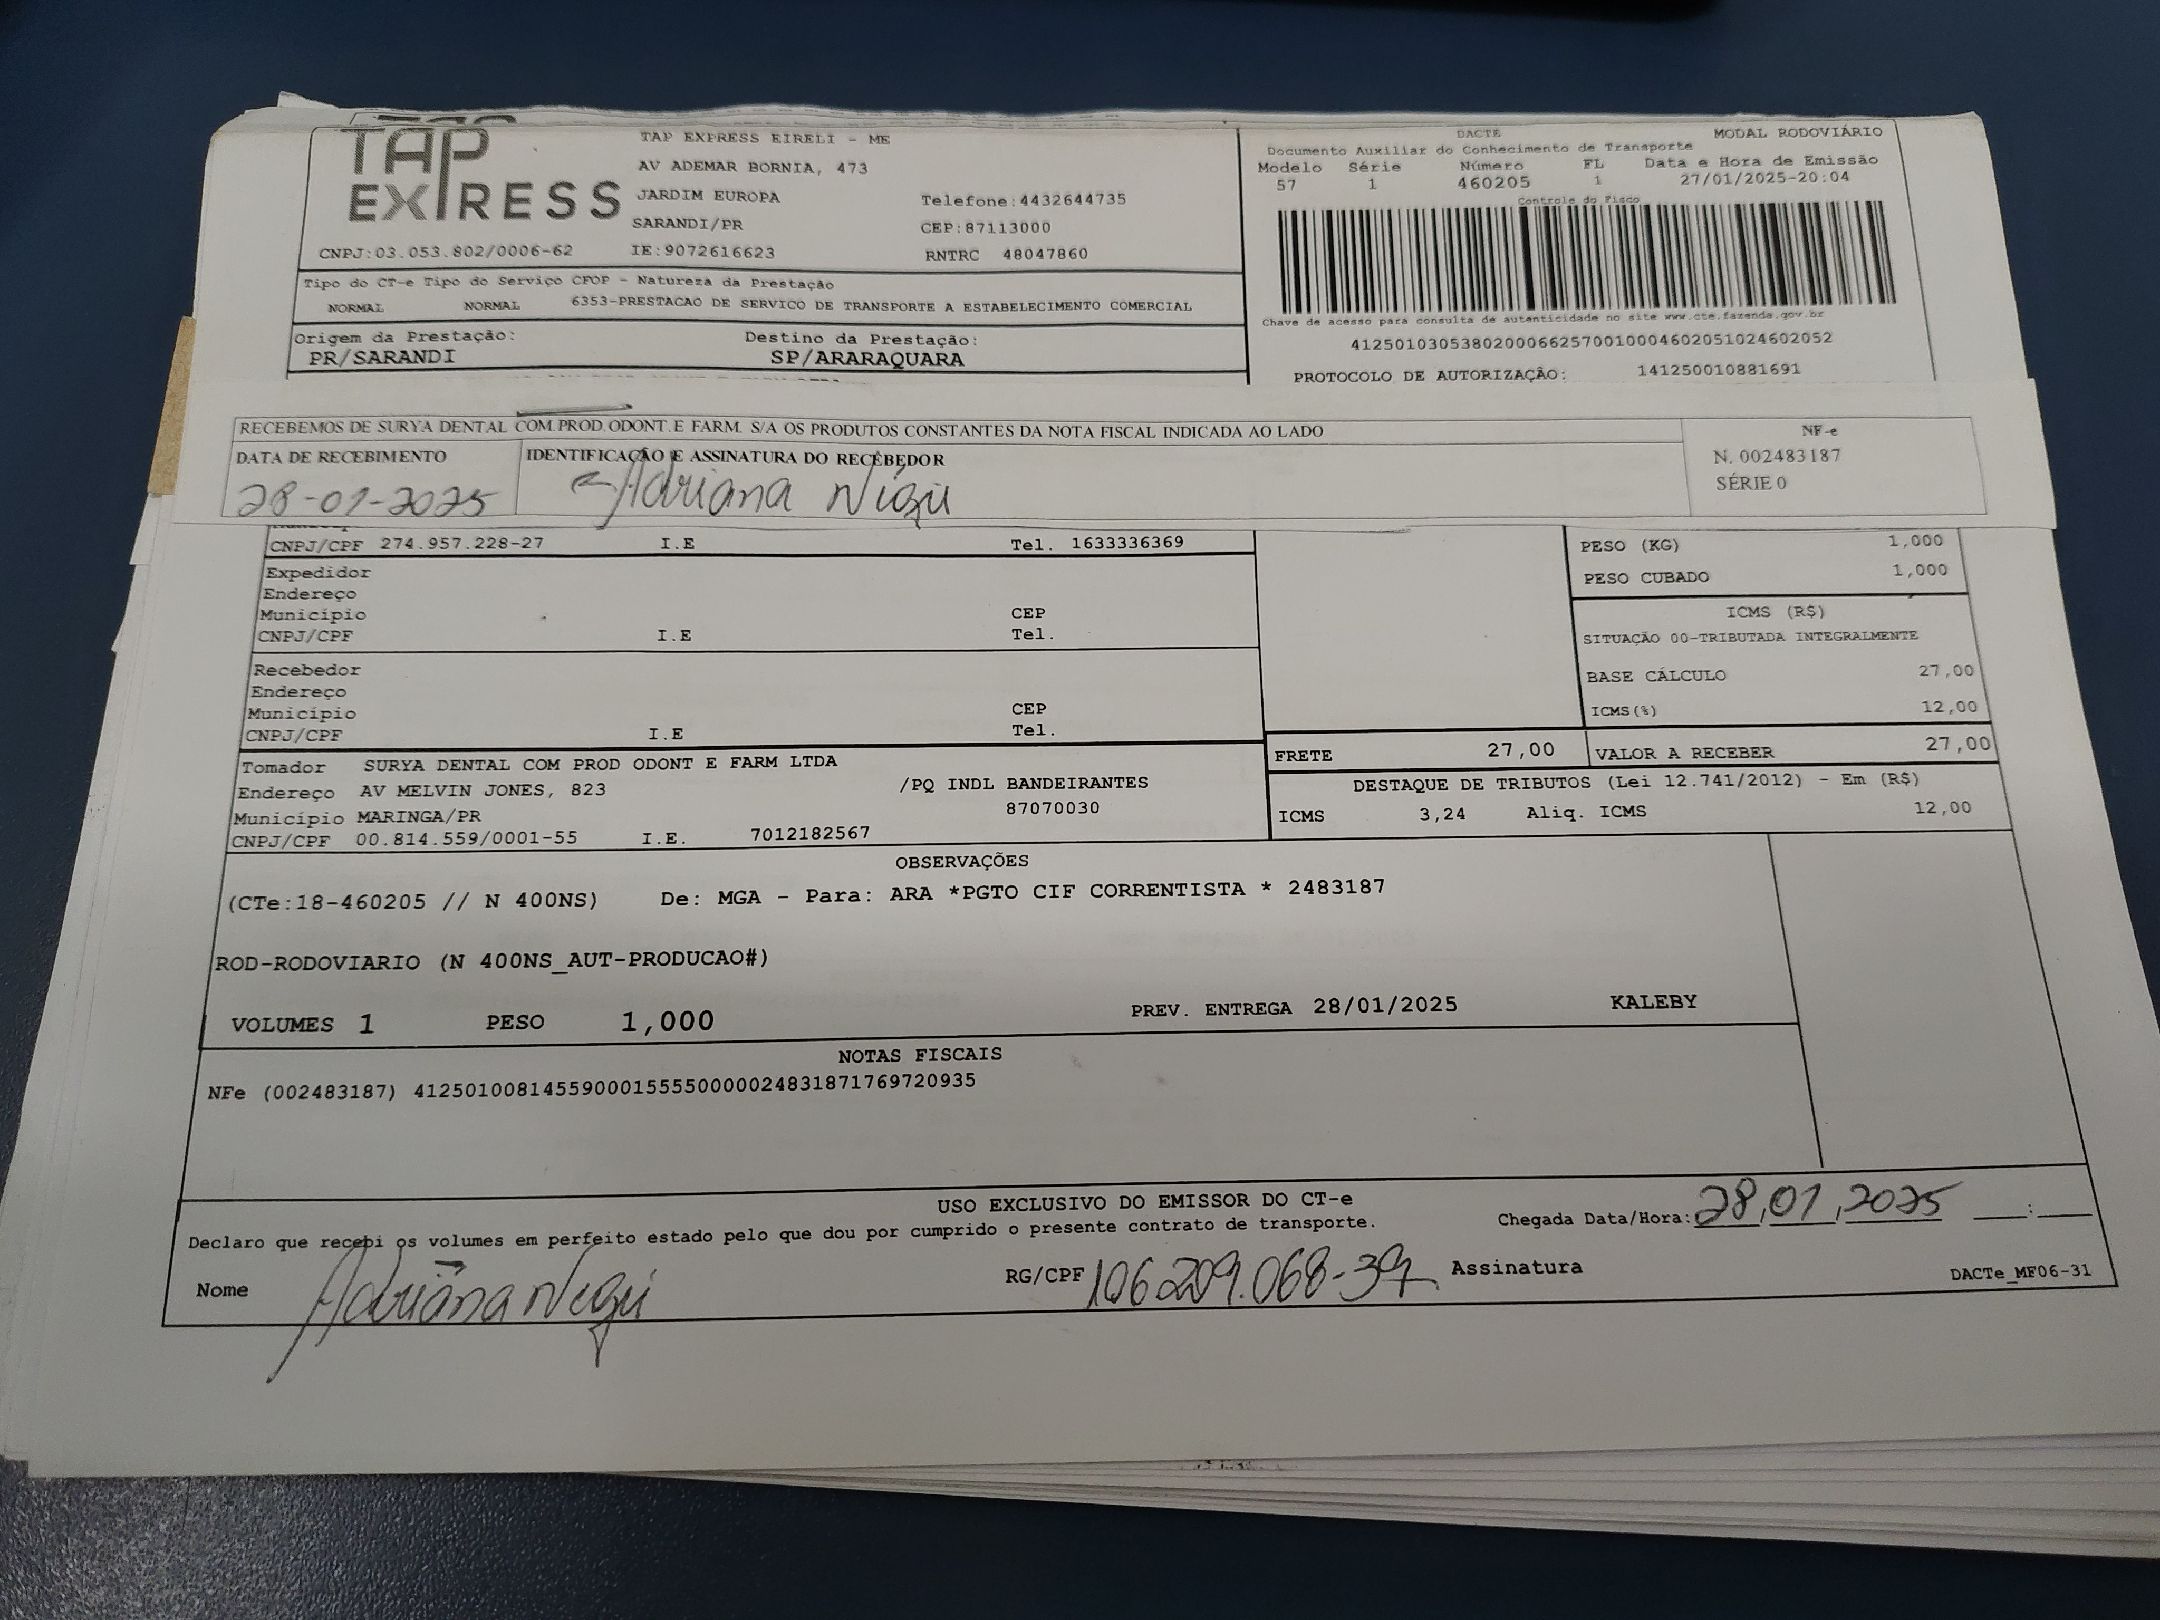 TAP EXPRESS
TAP EXPRESS EIRELI - ME
AV ADEMAR BORNIA, 473
JARDIM EUROPA Telefone:4432644735
SARANDI/PR CEP:87113000
CNPJ:03.053.802/0006-62 IE:9072616623 RNTRC 48047860
DACTE MODAL RODOVIÁRIO
Documento Auxiliar do Conhecimento de Transporte
Modelo Série Número FL Data e Hora de Emissão
57 1 460205 1 27/01/2025-20:04
Controle do Fisco
Tipo do CT-e Tipo do Serviço CFOP - Natureza da Prestação
NORMAL NORMAL 6353-PRESTACAO DE SERVICO DE TRANSPORTE A ESTABELECIMENTO COMERCIAL
Chave de acesso para consulta de autenticidade no site www.cte.fazenda.gov.br
41250103053802000662570010004602051024602052
Origem da Prestação: Destino da Prestação:
PR/SARANDI SP/ARARAQUARA
PROTOCOLO DE AUTORIZAÇÃO: 141250010881691
RECEBEMOS DE SURYA DENTAL COM.PROD.ODONT.E FARM. S/A OS PRODUTOS CONSTANTES DA NOTA FISCAL INDICADA AO LADO
NF-e
DATA DE RECEBIMENTO IDENTIFICAÇÃO E ASSINATURA DO RECEBEDOR N. 002483187
SÉRIE 0
28-01-2025 Adriana Nigii
CNPJ/CPF 274.957.228-27 I.E Tel. 1633336369
PESO (KG) 1,000
PESO CUBADO 1,000
Expedidor
Endereço
Município CEP
CNPJ/CPF I.E Tel.
ICMS (R$)
SITUAÇÃO 00-TRIBUTADA INTEGRALMENTE
BASE CÁLCULO 27,00
ICMS(%) 12,00
Recebedor
Endereço
Município CEP
CNPJ/CPF I.E Tel.
FRETE 27,00 VALOR A RECEBER 27,00
Tomador SURYA DENTAL COM PROD ODONT E FARM LTDA
Endereço AV MELVIN JONES, 823 /PQ INDL BANDEIRANTES
Município MARINGA/PR 87070030
CNPJ/CPF 00.814.559/0001-55 I.E. 7012182567
DESTAQUE DE TRIBUTOS (Lei 12.741/2012) - Em (R$)
ICMS 3,24 Aliq. ICMS 12,00
OBSERVAÇÕES
(CTe:18-460205 // N 400NS) De: MGA - Para: ARA *PGTO CIF CORRENTISTA * 2483187
ROD-RODOVIARIO (N 400NS_AUT-PRODUCAO#)
VOLUMES 1 PESO 1,000 PREV. ENTREGA 28/01/2025 KALEBY
NOTAS FISCAIS
NFe (002483187) 41250100814559000155550000024831871769720935
USO EXCLUSIVO DO EMISSOR DO CT-e
Declaro que recebi os volumes em perfeito estado pelo que dou por cumprido o presente contrato de transporte. Chegada Data/Hora: 28,01,2025 __:__
Nome Adriana Nigii RG/CPF 106209.068-39 Assinatura DACTe_MF06-31